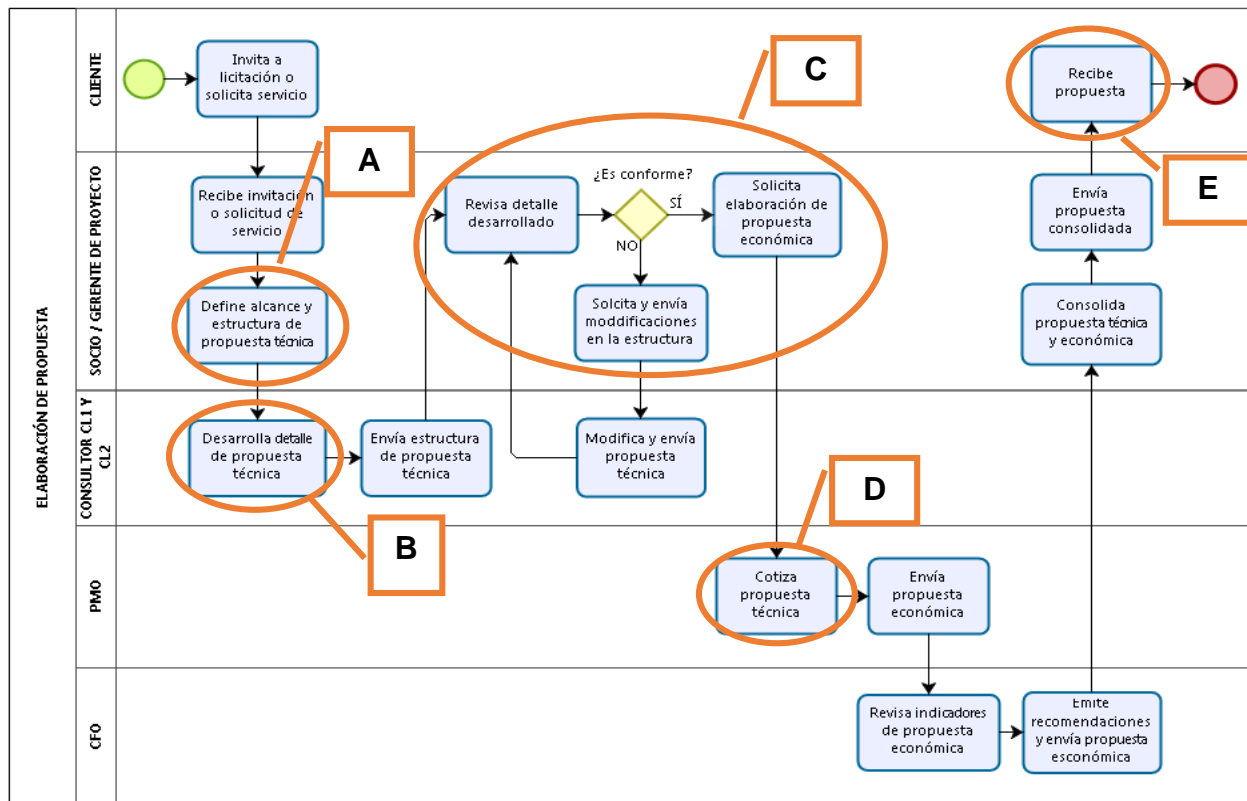 ELABORACIÓN DE PROPUESTA
CLIENTE
Invita a
licitación o
solicita servicio
Recibe
propuesta
C
E
SOCIO / GERENTE DE PROYECTO
A
Recibe invitación
o solicitud de
servicio
Define alcance y
estructura de
propuesta técnica
Revisa detalle
desarrollado
¿Es conforme?
SÍ
NO
Solicita
elaboración de
propuesta
económica
Solcita y envía
moddificaciones
en la estructura
Envía
propuesta
consolidada
Consolida
propuesta técnica
y económica
CONSULTOR CL1 Y
CL2
Desarrolla detalle
de propuesta
técnica
Envía estructura
de propuesta
técnica
Modifica y envía
propuesta
técnica
B
D
PMO
Cotiza
propuesta
técnica
Envía
propuesta
económica
CFO
Revisa indicadores
de propuesta
económica
Emite
recomendaciones
y envía propuesta
esconómica